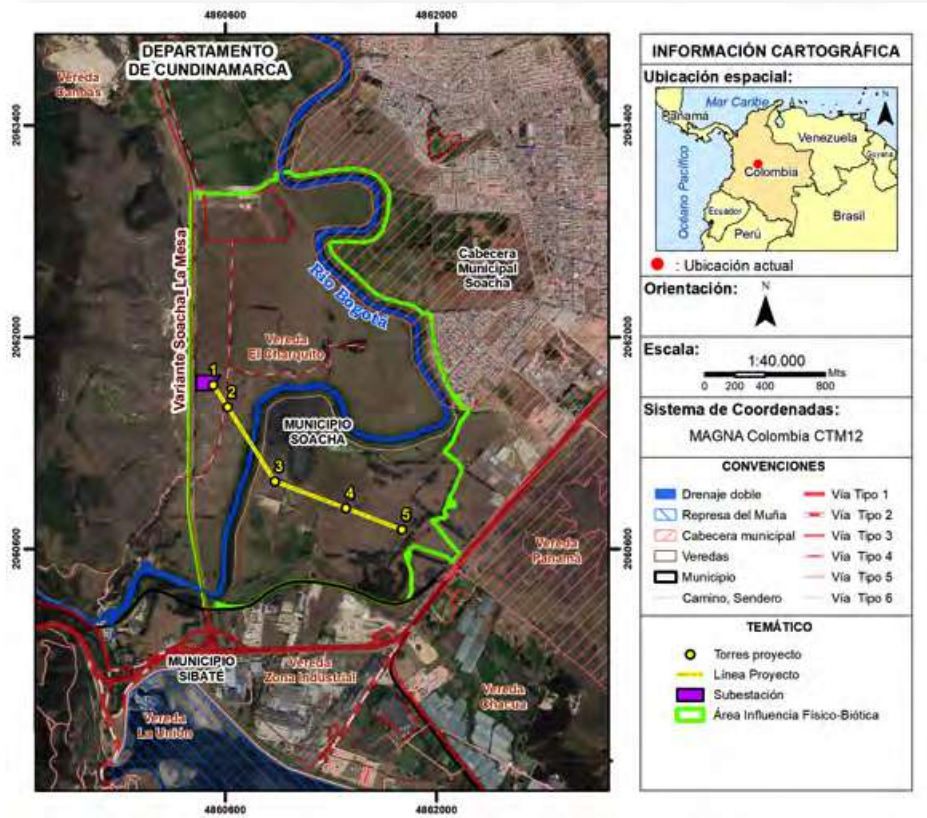 4860600
4862000
2063400
2062000
2060600
DEPARTAMENTO
DE CUNDINAMARCA
Vereda
Canoas
Variante Soacha_La Mesa
Río Bogotá
Cabecera
Municipal
Soacha
Vereda
El Charquito
1
2
3
4
5
MUNICIPIO
SOACHA
Vereda
Panamá
MUNICIPIO
SIBATÉ
Vereda
Zona Industrial
Vereda
Chacua
Vereda
La Unión
2063400
2062000
2060600
4860600
4862000
INFORMACIÓN CARTOGRÁFICA
Ubicación espacial:
Mar Caribe
N
Panamá
Venezuela
Guyana
Océano Pacífico
Colombia
Ecuador
Perú
Brasil
: Ubicación actual
Orientación:
N
Escala:
1:40.000
Mts
0 200 400 800
Sistema de Coordenadas:
MAGNA Colombia CTM12
CONVENCIONES
Drenaje doble
Represa del Muña
Cabecera municipal
Veredas
Municipio
Camino, Sendero
Vía Tipo 1
Vía Tipo 2
Vía Tipo 3
Vía Tipo 4
Vía Tipo 5
Vía Tipo 6
TEMÁTICO
Torres proyecto
Línea Proyecto
Subestación
Área Influencia Físico-Biótica